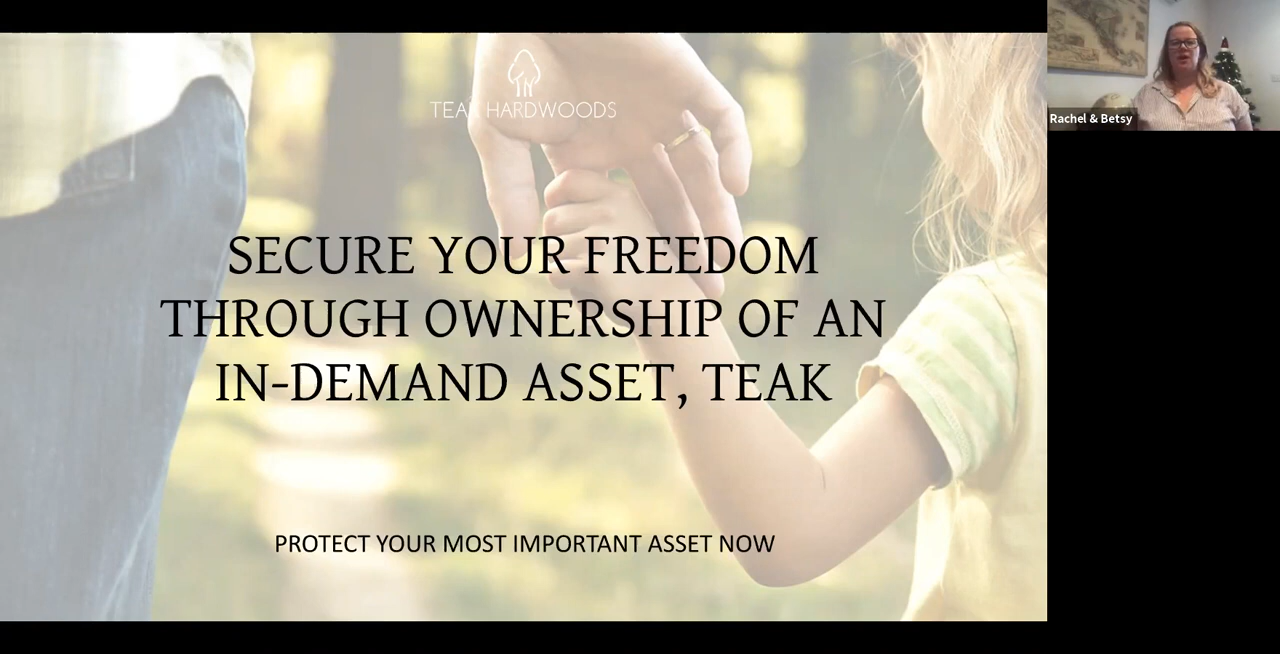 TEAK HARDWOODS
SECURE YOUR FREEDOM
THROUGH OWNERSHIP OF AN
IN-DEMAND ASSET, TEAK
PROTECT YOUR MOST IMPORTANT ASSET NOW
Rachel & Betsy